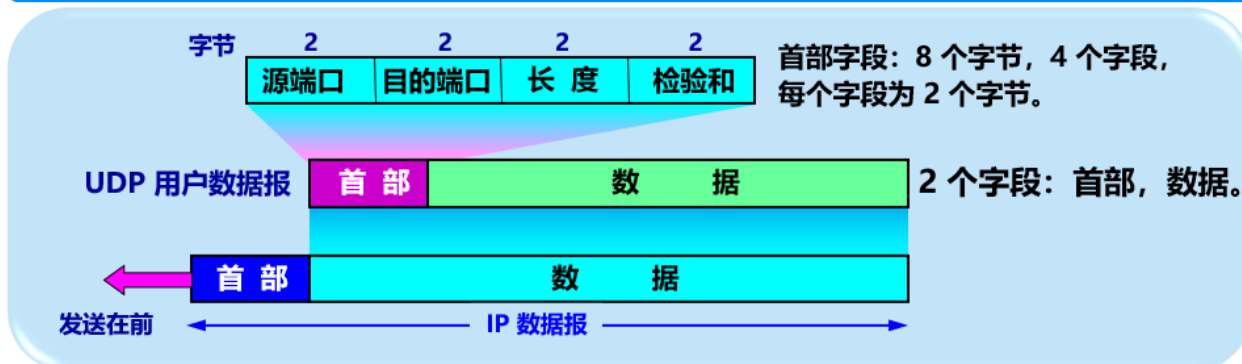 字节 2 2 2 2
源端口 目的端口 长 度 检验和
首部字段：8 个字节，4 个字段，
每个字段为 2 个字节。
UDP 用户数据报 首 部 数 据 2 个字段：首部，数据。
首 部 数 据
发送在前 IP 数据报